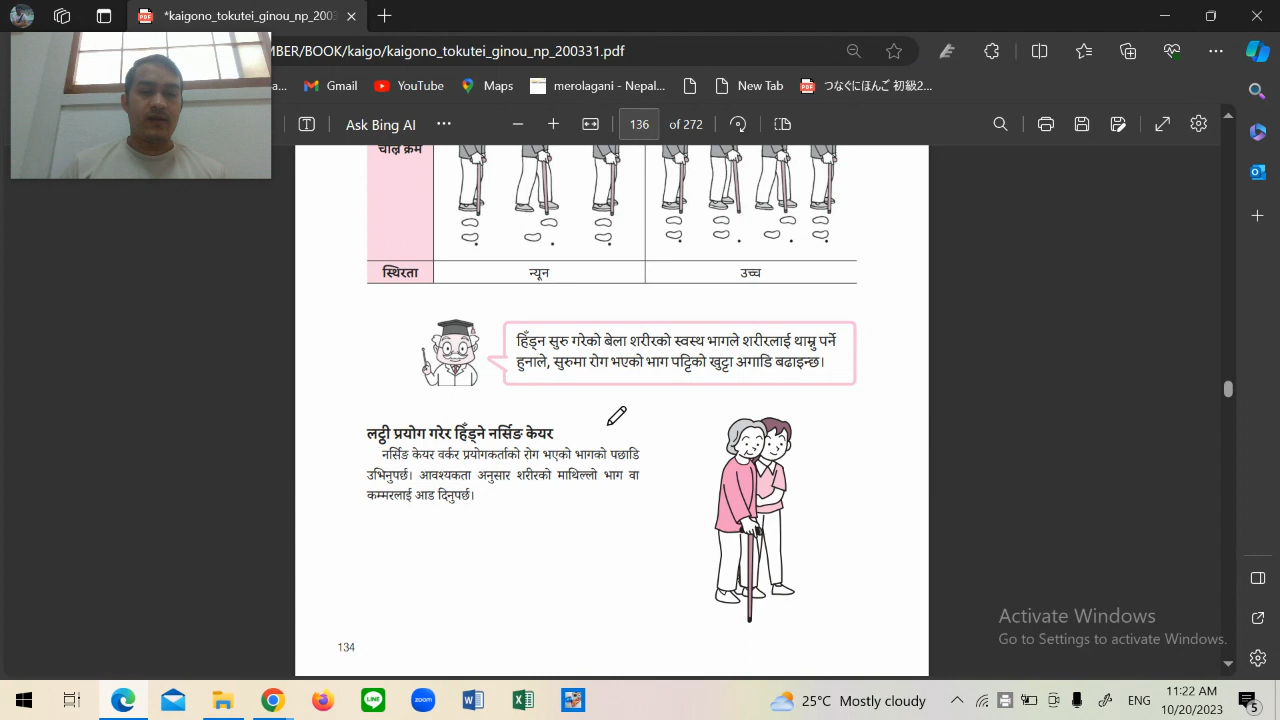 *kaigono_tokutei_ginou_np_200
MBER/BOOK/kaigo/kaigono_tokutei_ginou_np_200331.pdf
a...
Gmail
YouTube
Maps
merolagani - Nepal...
New Tab
つなぐにほんご 初級2...
Ask Bing AI
136 of 272
चाल्ने क्रम
स्थिरता
न्यून
उच्च
हिँड्न सुरु गरेको बेला शरीरको स्वस्थ भागले शरीरलाई थाम्नु पर्ने
हुनाले, सुरुमा रोग भएको भाग पट्टिको खुट्टा अगाडि बढाइन्छ।
लट्ठी प्रयोग गरेर हिँड्ने नर्सिङ केयर
नर्सिङ केयर वर्कर प्रयोगकर्ताको रोग भएको भागको पछाडि
उभिनुपर्छ। आवश्यकता अनुसार शरीरको माथिल्लो भाग वा
कम्मरलाई आड दिनुपर्छ।
134
Activate Windows
Go to Settings to activate Windows.
25°C Mostly cloudy
ENG
11:22 AM
10/20/2023
5
LINE
zoom